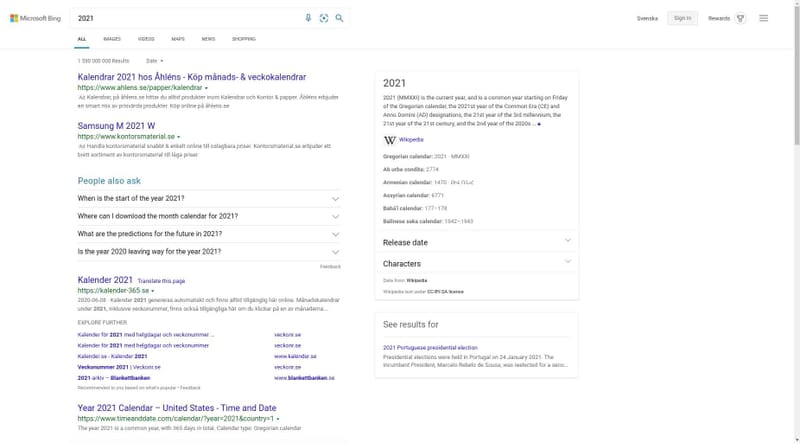 Microsoft Bing
2021
Svenska
Sign in
Rewards
ALL
IMAGES
VIDEOS
MAPS
NEWS
SHOPPING
Date
Kalendrar 2021 hos Åhléns - Köp månads- & veckokalendrar
https://www.ahlens.se/papper/kalendrar
Ad Kalendrar, på åhlens.se hittar du alltid produkter inom Kalendrar och Kontor & papper. Åhléns erbjuder
en smart mix av prisvärda produkter. Köp online på åhlens.se
Samsung M 2021 W
https://www.kontorsmaterial.se
Ad Handla kontorsmaterial snabbt & enkelt online till oslagbara priser. Kontorsmaterial.se erbjuder ett
brett sortiment av kontorsmaterial till låga priser.
People also ask
When is the start of the year 2021?
Where can I download the month calendar for 2021?
What are the predictions for the future in 2021?
Is the year 2020 leaving way for the year 2021?
Feedback
Kalender 2021 Translate this page
https://kalender-365.se
2020-06-08 · Kalender 2021 genereras automatiskt och finns alltid tillgänglig här online. Månadskalendrar
under 2021, inklusive veckonummer, finns också tillgängliga här om du klickar på en av månaderna...
EXPLORE FURTHER
Kalender för 2021 med helgdagar och veckonummer ... veckonr.se
Kalender för 2021 med helgdagar och veckonummer veckonr.se
Kalender.se - Kalender 2021 www.kalender.se
Veckonummer 2021 | Veckonr.se veckonr.se
2021 arkiv – Blankettbanken www.blankettbanken.se
Recommended to you based on what's popular • Feedback
Year 2021 Calendar – United States - Time and Date
https://www.timeanddate.com/calendar/?year=2021&country=1
The year 2021 is a common year, with 365 days in total. Calendar type: Gregorian calendar
2021
2021 (MMXXI) is the current year, and is a common year starting on Friday
of the Gregorian calendar, the 2021st year of the Common Era (CE) and
Anno Domini (AD) designations, the 21st year of the 3rd millennium, the
21st year of the 21st century, and the 2nd year of the 2020s ...
W Wikipedia
Gregorian calendar: 2021 · MMXXI
Ab urbe condita: 2774
Armenian calendar: 1470 ·
Assyrian calendar: 6771
Bahá'í calendar: 177–178
Balinese saka calendar: 1942–1943
Release date
Characters
Data from: Wikipedia
Wikipedia text under CC-BY-SA license
See results for
2021 Portuguese presidential election
Presidential elections were held in Portugal on 24 January 2021. The
incumbent President, Marcelo Rebelo de Sousa, was reelected for a seco...